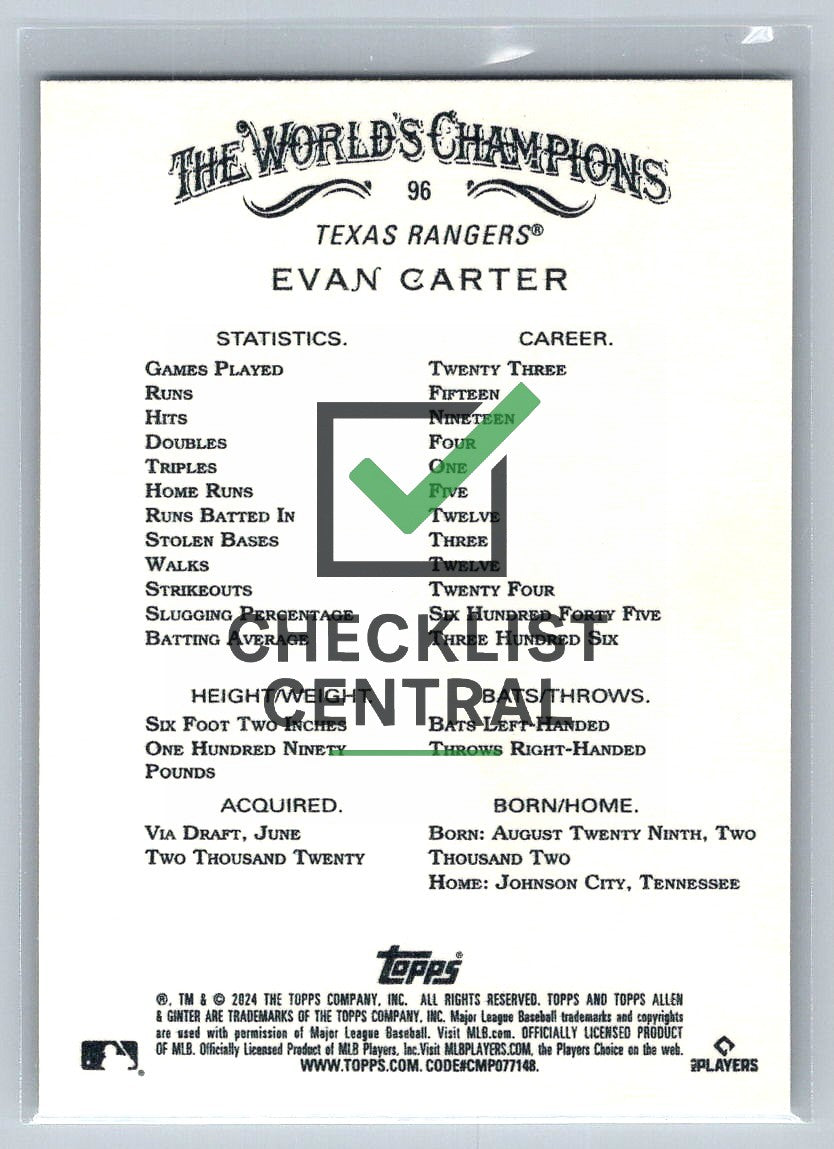 THE WORLD'S CHAMPIONS
96
TEXAS RANGERS®
EVAN CARTER
STATISTICS. CAREER.
GAMES PLAYED TWENTY THREE
RUNS FIFTEEN
HITS NINETEEN
DOUBLES FOUR
TRIPLES ONE
HOME RUNS FIVE
RUNS BATTED IN TWELVE
STOLEN BASES THREE
WALKS TWELVE
STRIKEOUTS TWENTY FOUR
SLUGGING PERCENTAGE SIX HUNDRED FORTY FIVE
BATTING AVERAGE THREE HUNDRED SIX
CHECKLIST
CENTRAL
HEIGHT/WEIGHT. BATS/THROWS.
SIX FOOT TWO INCHES BATS LEFT-HANDED
ONE HUNDRED NINETY THROWS RIGHT-HANDED
POUNDS
ACQUIRED. BORN/HOME.
VIA DRAFT, JUNE BORN: AUGUST TWENTY NINTH, TWO
TWO THOUSAND TWENTY THOUSAND TWO
HOME: JOHNSON CITY, TENNESSEE
Topps®
®, TM & © 2024 THE TOPPS COMPANY, INC. ALL RIGHTS RESERVED. TOPPS AND TOPPS ALLEN
& GINTER ARE TRADEMARKS OF THE TOPPS COMPANY, INC. Major League Baseball trademarks and copyrights
are used with permission of Major League Baseball. Visit MLB.com. OFFICIALLY LICENSED PRODUCT
OF MLB. Officially Licensed Product of MLB Players, Inc.Visit MLBPLAYERS.COM, the Players Choice on the web.
WWW.TOPPS.COM. CODE#CMP077148.
PLAYERS